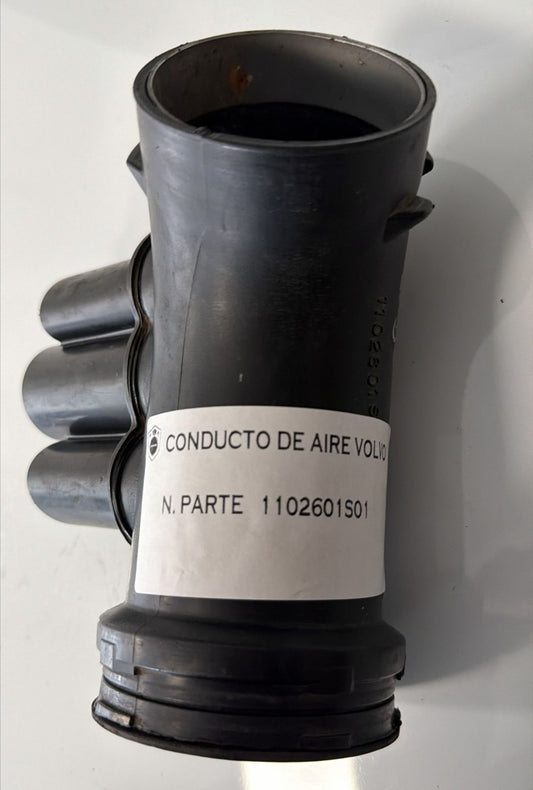 CONDUCTO DE AIRE VOLVO
N. PARTE 1102601S01